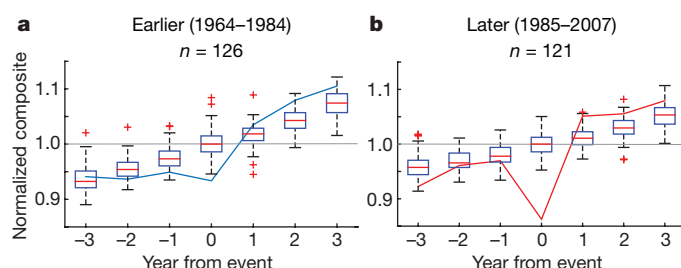 a Earlier (1964–1984)
n = 126
b Later (1985–2007)
n = 121
Normalized composite
1.1
1.0
0.9
–3 –2 –1 0 1 2 3
Year from event
1.1
1.0
0.9
–3 –2 –1 0 1 2 3
Year from event